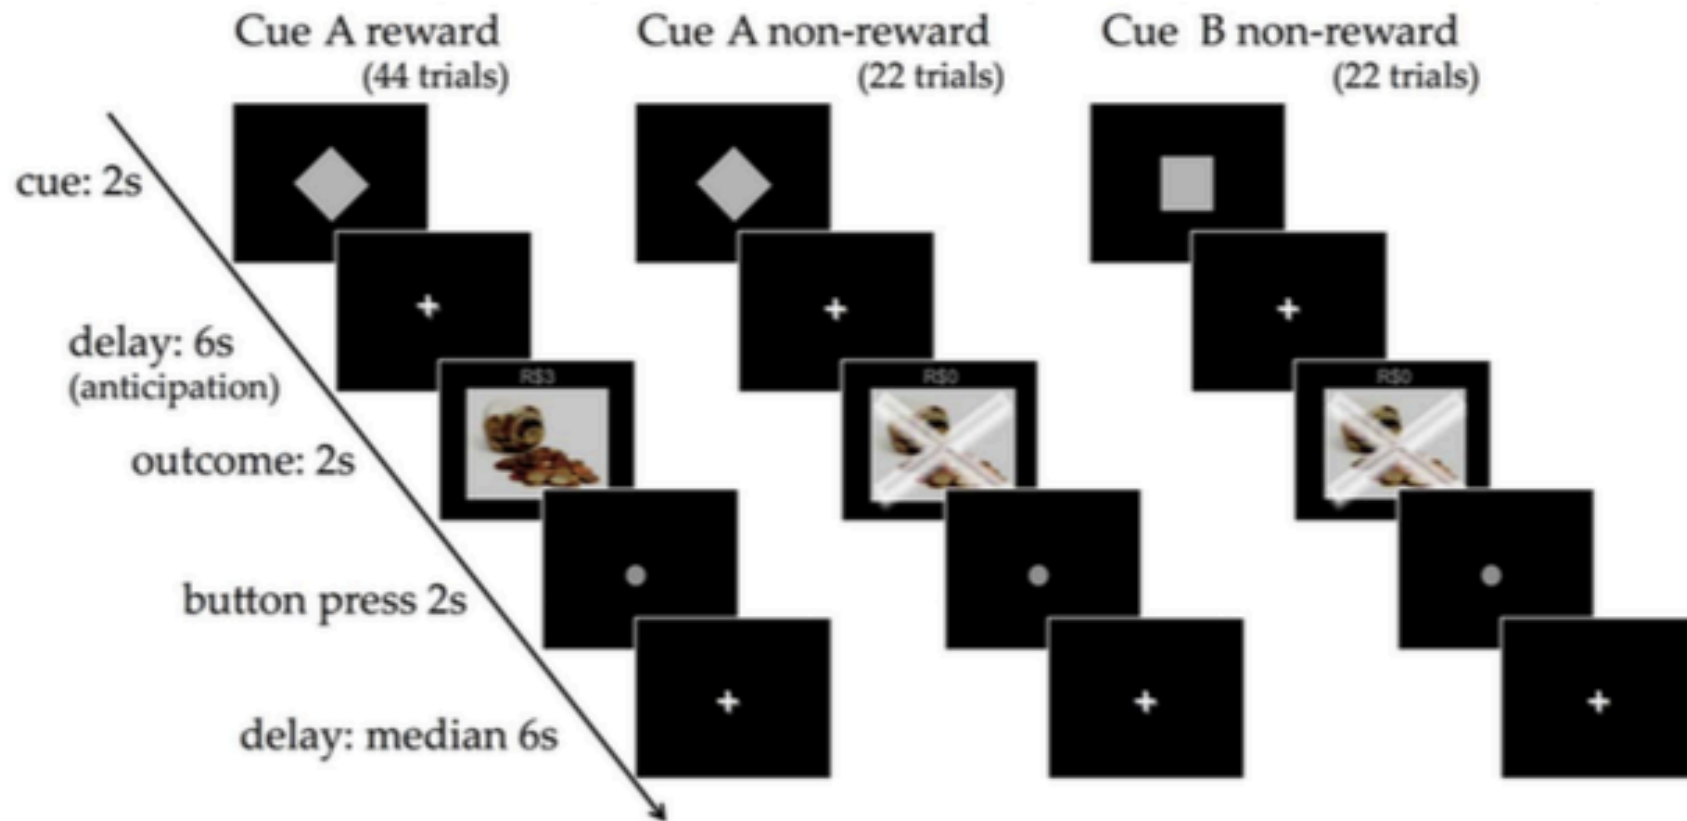 Cue A reward
(44 trials)
Cue A non-reward
(22 trials)
Cue B non-reward
(22 trials)
cue: 2s
delay: 6s
(anticipation)
R$3
R$0
R$0
outcome: 2s
button press 2s
delay: median 6s